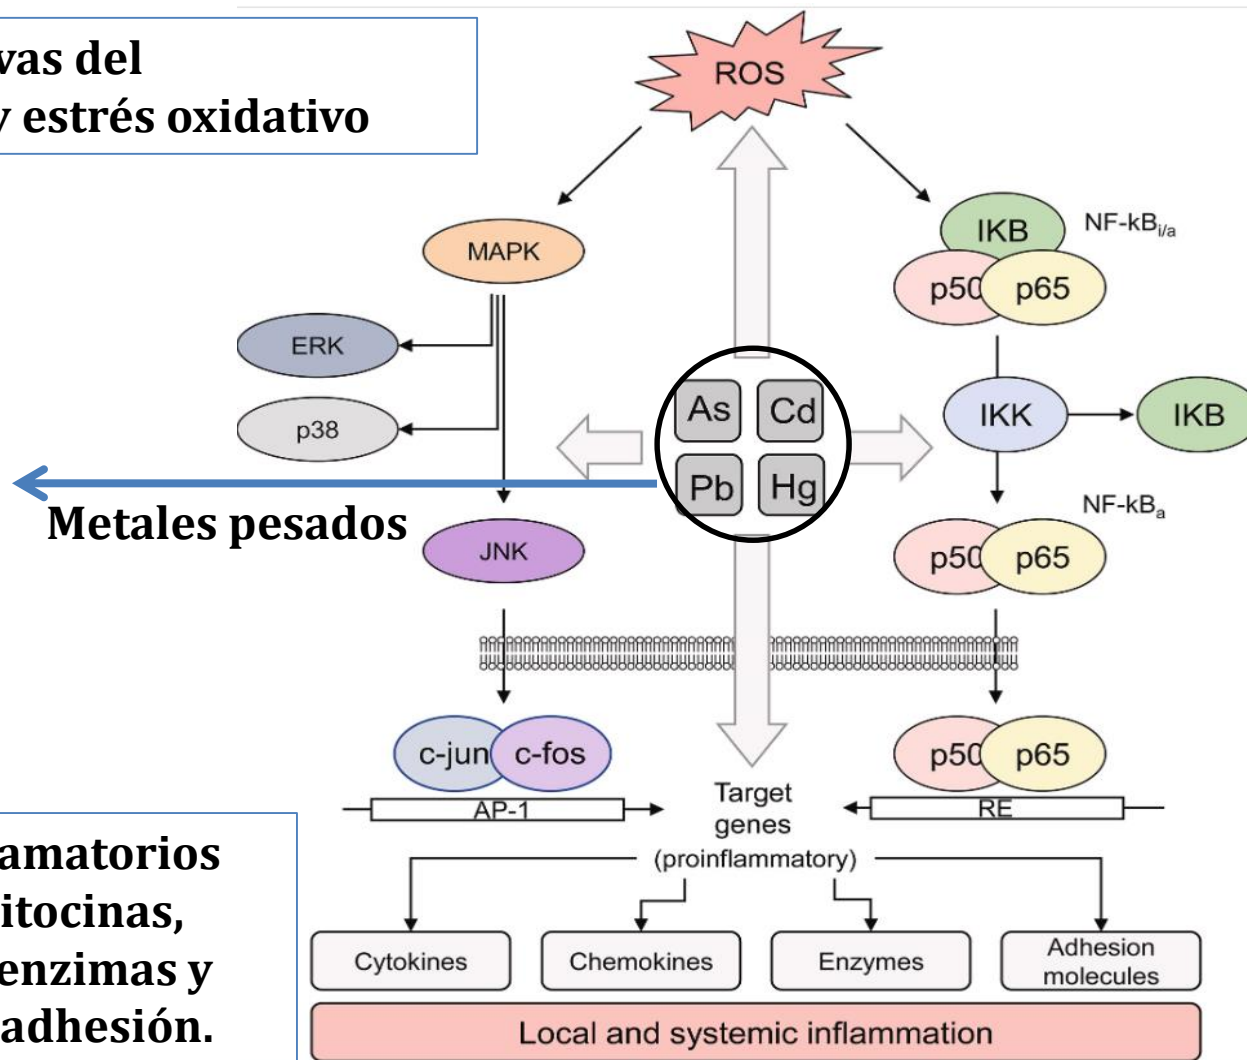 vas del
y estrés oxidativo
ROS
MAPK
ERK
p38
JNK
IKB
NF-kBi/a
p50
p65
IKK
IKB
NF-kBa
p50
p65
As
Cd
Pb
Hg
Metales pesados
c-jun
c-fos
AP-1
p50
p65
RE
Target
genes
(proinflammatory)
Cytokines
Chemokines
Enzymes
Adhesion
molecules
Local and systemic inflammation
amatorios
itocinas,
enzimas y
adhesión.